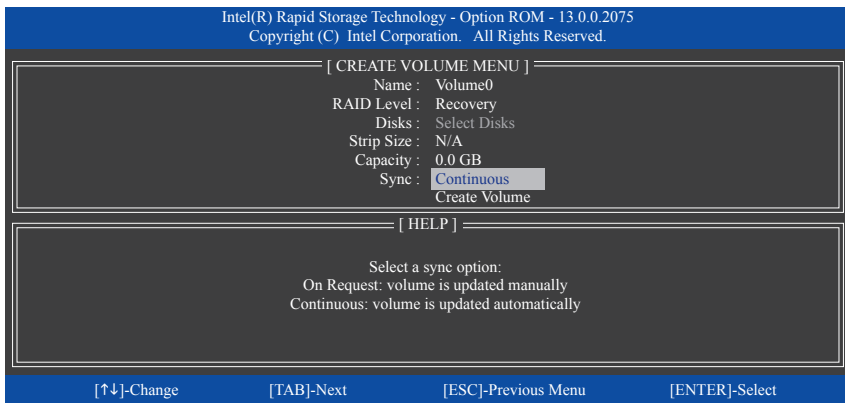 Intel(R) Rapid Storage Technology - Option ROM - 13.0.0.2075
Copyright (C) Intel Corporation. All Rights Reserved.
[ CREATE VOLUME MENU ]
Name : Volume0
RAID Level : Recovery
Disks : Select Disks
Strip Size : N/A
Capacity : 0.0 GB
Sync : Continuous
Create Volume
[ HELP ]
Select a sync option:
On Request: volume is updated manually
Continuous: volume is updated automatically
[↑↓]-Change [TAB]-Next [ESC]-Previous Menu [ENTER]-Select